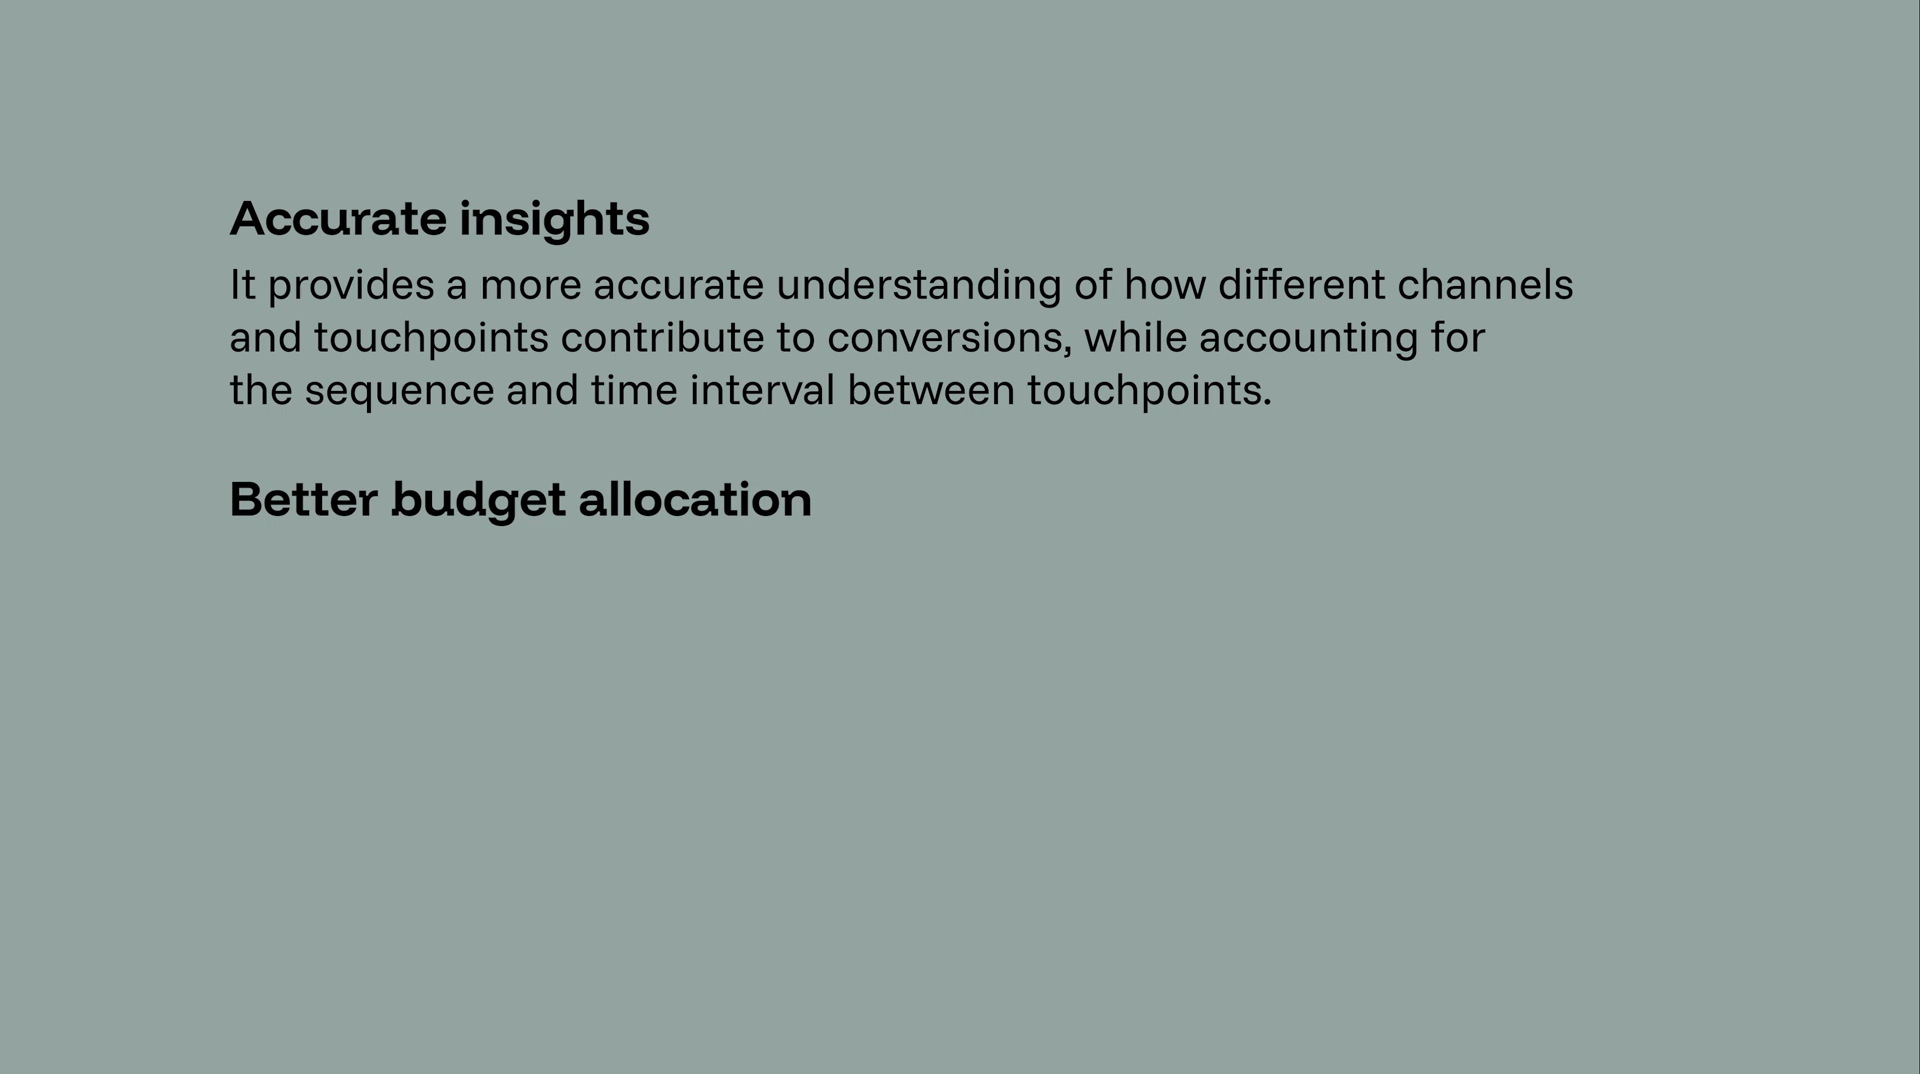 Accurate insights
It provides a more accurate understanding of how different channels
and touchpoints contribute to conversions, while accounting for
the sequence and time interval between touchpoints.
Better budget allocation